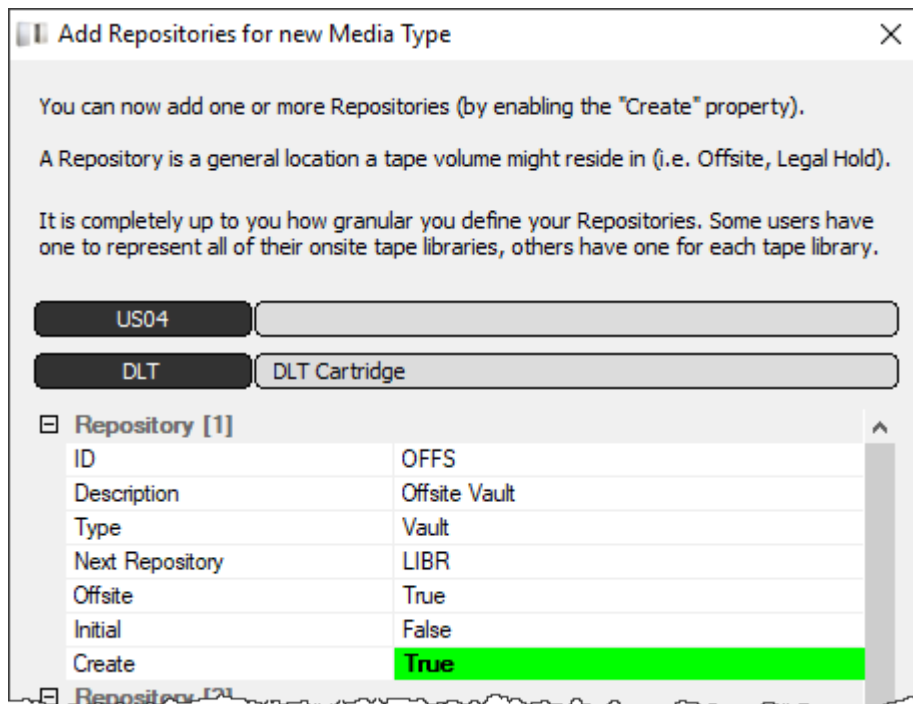 Add Repositories for new Media Type
You can now add one or more Repositories (by enabling the "Create" property).
A Repository is a general location a tape volume might reside in (i.e. Offsite, Legal Hold).
It is completely up to you how granular you define your Repositories. Some users have
one to represent all of their onsite tape libraries, others have one for each tape library.
US04
DLT DLT Cartridge
Repository [1]
ID OFFS
Description Offsite Vault
Type Vault
Next Repository LIBR
Offsite True
Initial False
Create True
Repository [2]